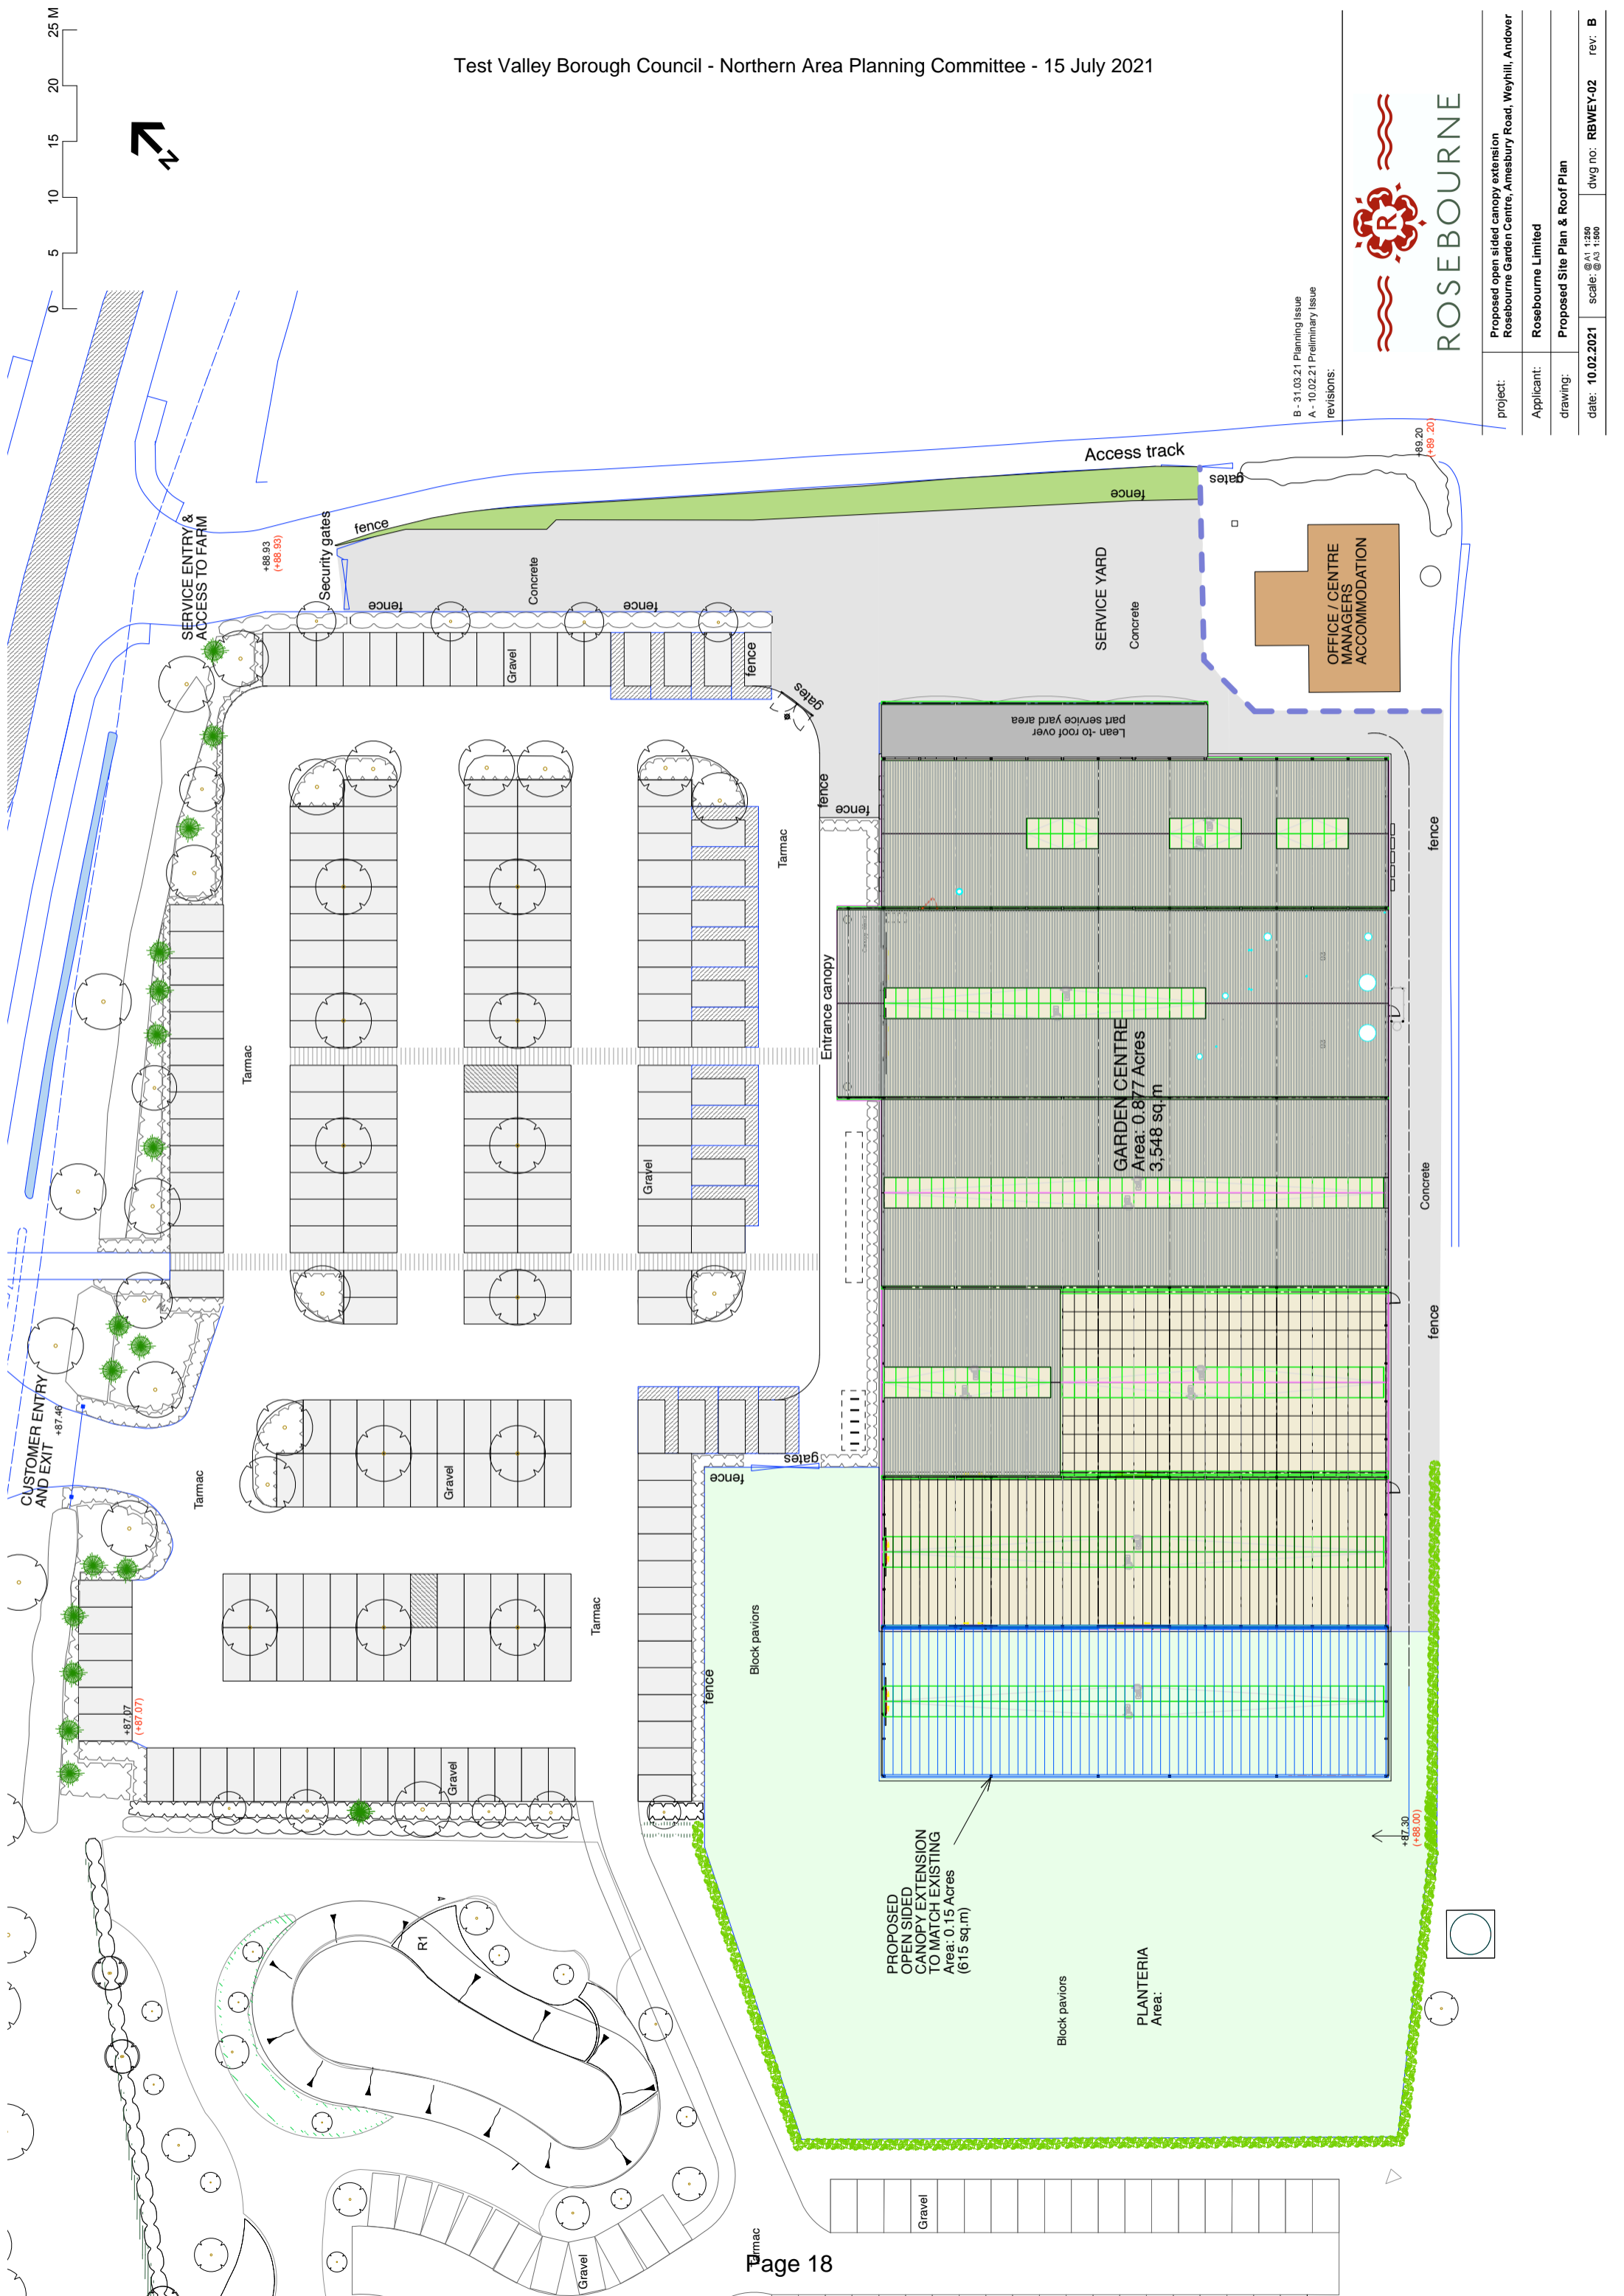 Test Valley Borough Council - Northern Area Planning Committee - 15 July 2021
0 5 10 15 20 25 M
N
SERVICE ENTRY &
ACCESS TO FARM
+88.93
(+88.93)
Security gates
fence
fence
Concrete
fence
Access track
fence
gates
+89.20
(+89.20)
SERVICE YARD
Concrete
OFFICE / CENTRE
MANAGERS
ACCOMMODATION
Gravel
fence
gates
Lean -to roof over
part service yard area
fence
fence
Tarmac
fence
Tarmac
Entrance canopy
GARDEN CENTRE
Area: 0.877 Acres
3,548 sq.m
Gravel
Concrete
fence
CUSTOMER ENTRY
AND EXIT
+87.46
Tarmac
Gravel
gates
fence
Tarmac
Block paviors
fence
+87.07
(+87.07)
Gravel
PROPOSED
OPEN SIDED
CANOPY EXTENSION
TO MATCH EXISTING
Area: 0.15 Acres
(615 sq.m)
+87.30
(+88.00)
R1
Block paviors
PLANTERIA
Area:
Gravel
Gravel
Tarmac
B - 31.03.21 Planning Issue
A - 10.02.21 Preliminary Issue
revisions:
R
ROSEBOURNE
project: Proposed open sided canopy extension
Rosebourne Garden Centre, Amesbury Road, Weyhill, Andover
Applicant: Rosebourne Limited
drawing: Proposed Site Plan & Roof Plan
date: 10.02.2021 scale: @A1 1:250 @A3 1:500 dwg no: RBWEY-02 rev: B
Page 18